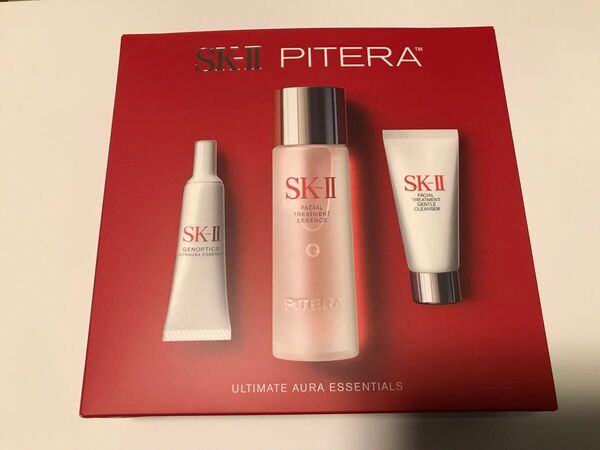 SK-II PITERA™
SK-II
GENOPTICS
ULTRAURA ESSENCE
SK-II
FACIAL
TREATMENT
ESSENCE
PITERA
SK-II
FACIAL
TREATMENT
GENTLE
CLEANSER
ULTIMATE AURA ESSENTIALS